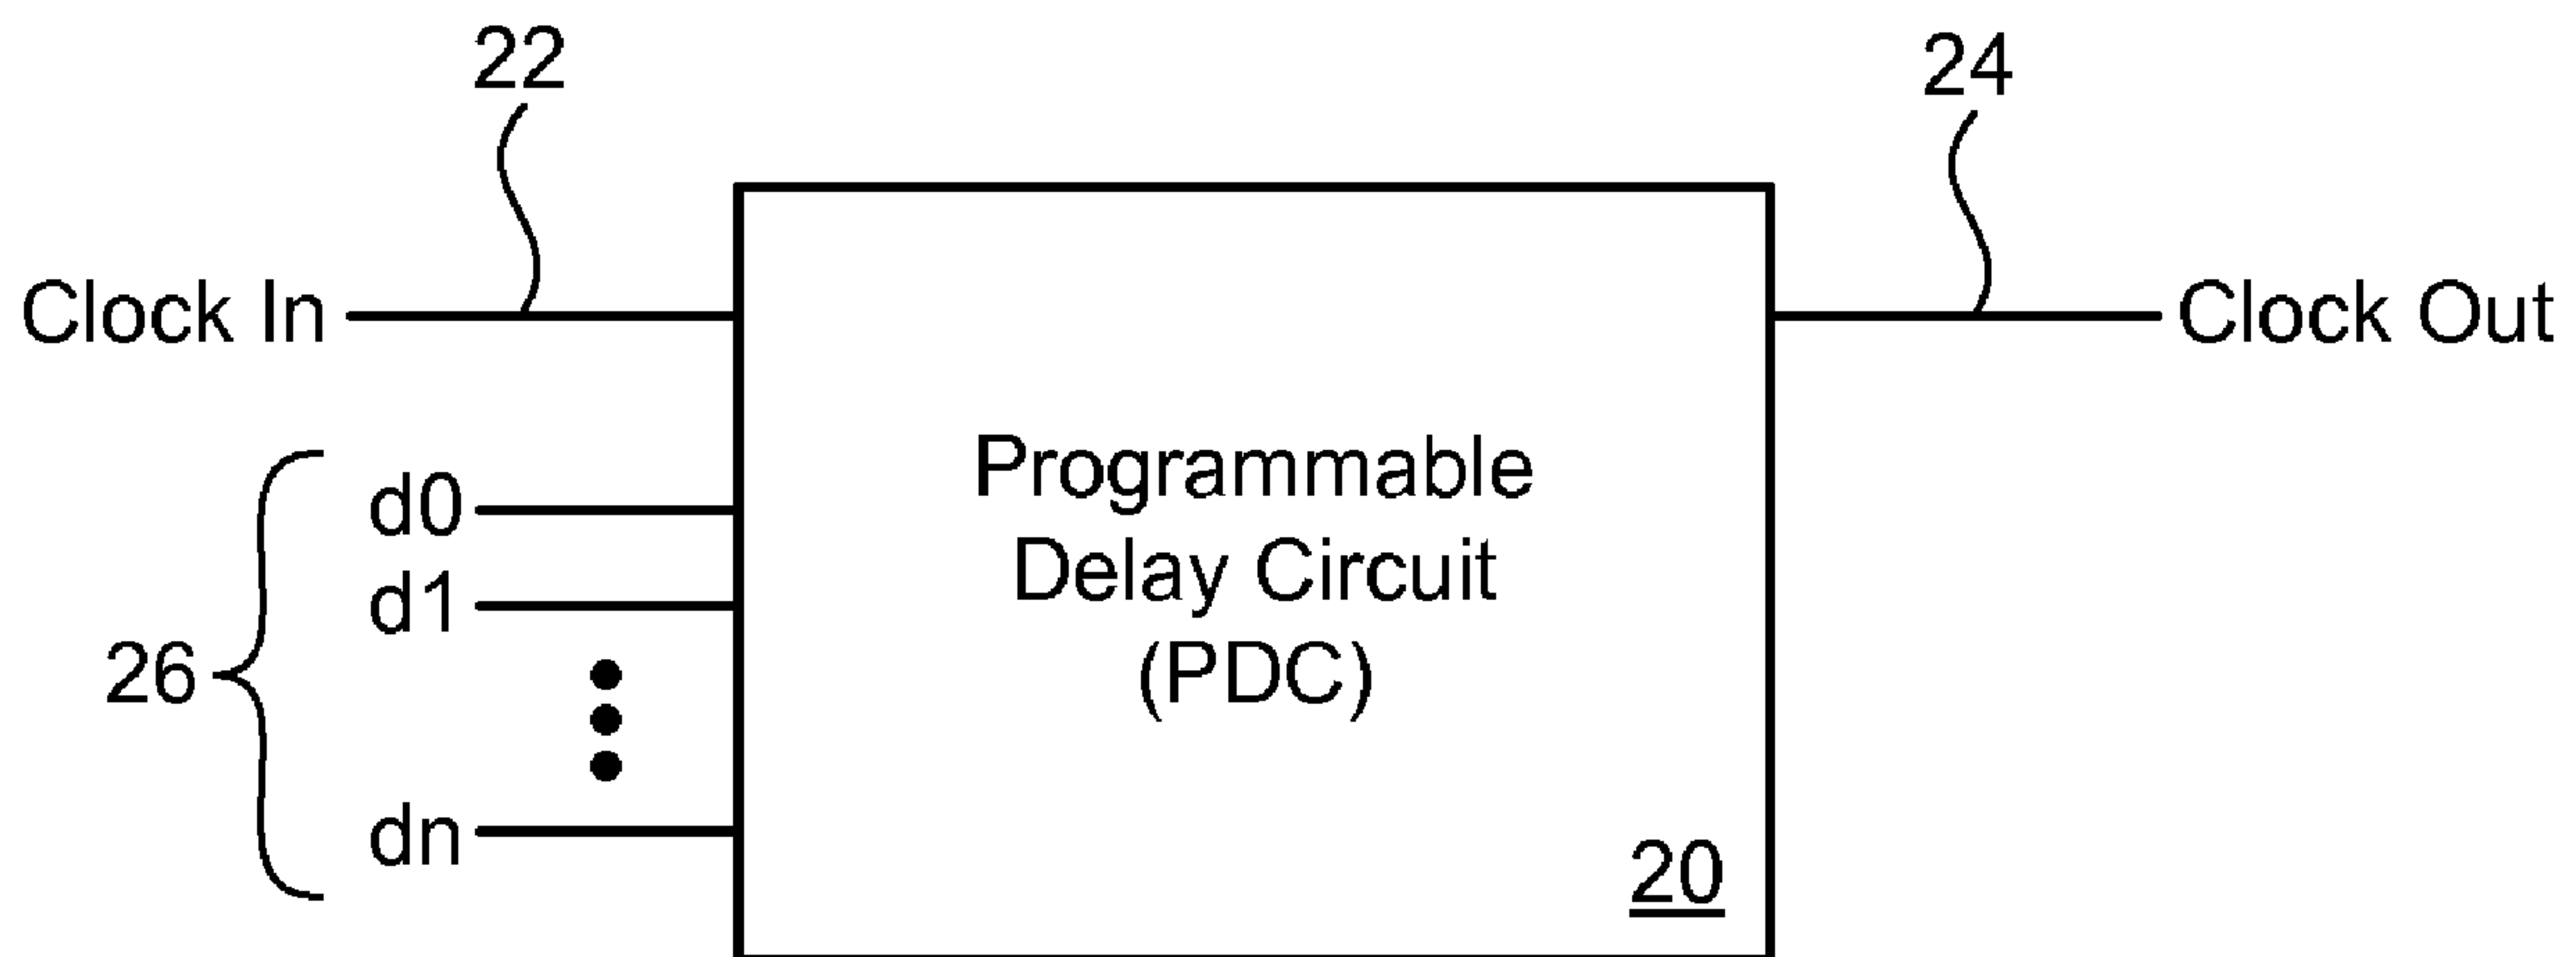 22
24
Clock In
Clock Out
Programmable
Delay Circuit
(PDC)
d0
d1
26
dn
20